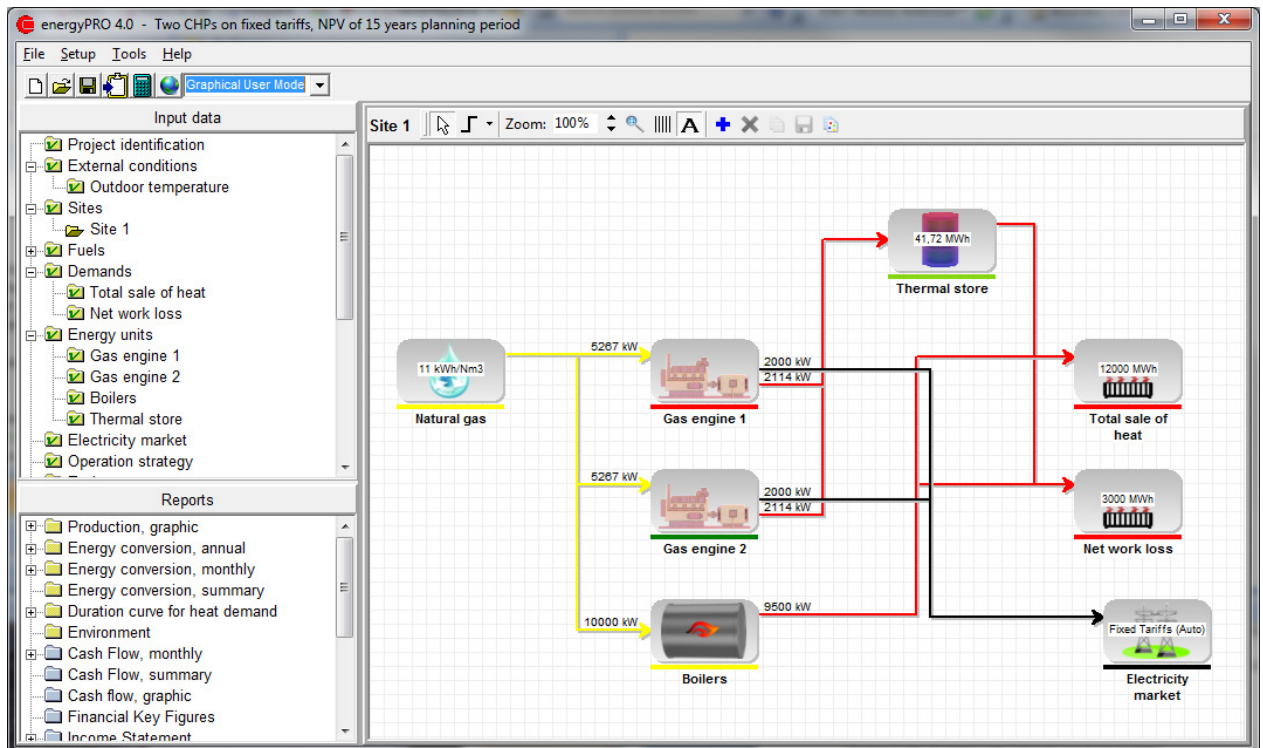 energyPRO 4.0 - Two CHPs on fixed tariffs, NPV of 15 years planning period
File Setup Tools Help
Graphical User Mode
Input data
Project identification
External conditions
Outdoor temperature
Sites
Site 1
Fuels
Demands
Total sale of heat
Net work loss
Energy units
Gas engine 1
Gas engine 2
Boilers
Thermal store
Electricity market
Operation strategy
Reports
Production, graphic
Energy conversion, annual
Energy conversion, monthly
Energy conversion, summary
Duration curve for heat demand
Environment
Cash Flow, monthly
Cash Flow, summary
Cash flow, graphic
Financial Key Figures
Income Statement
Site 1 Zoom: 100% A
41,72 MWh
Thermal store
11 kWh/Nm3
Natural gas
5267 kW
2000 kW
2114 kW
Gas engine 1
12000 MWh
Total sale of
heat
5267 kW
2000 kW
2114 kW
Gas engine 2
3000 MWh
Net work loss
10000 kW
9500 kW
Boilers
Fixed Tariffs (Auto)
Electricity
market